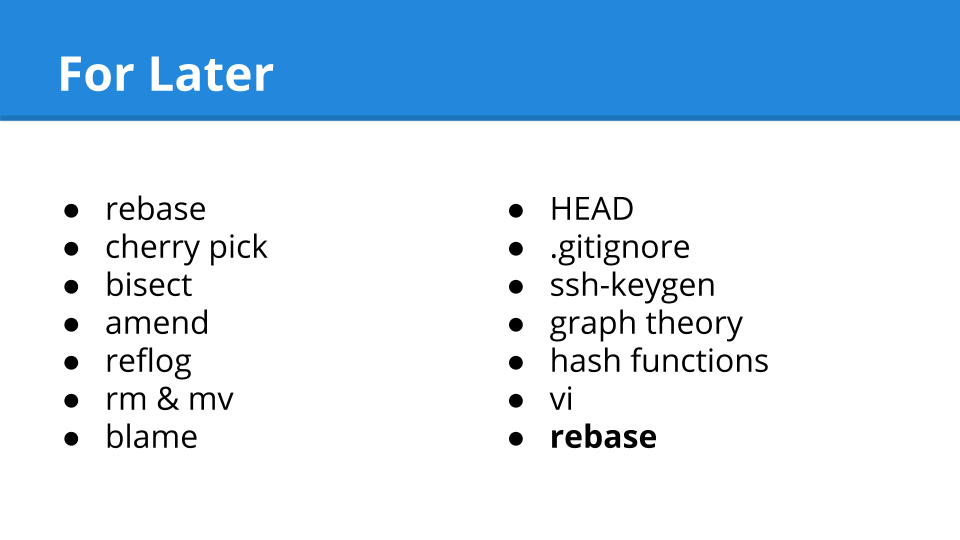 For Later
● rebase
● cherry pick
● bisect
● amend
● reflog
● rm & mv
● blame
● HEAD
● .gitignore
● ssh-keygen
● graph theory
● hash functions
● vi
● rebase